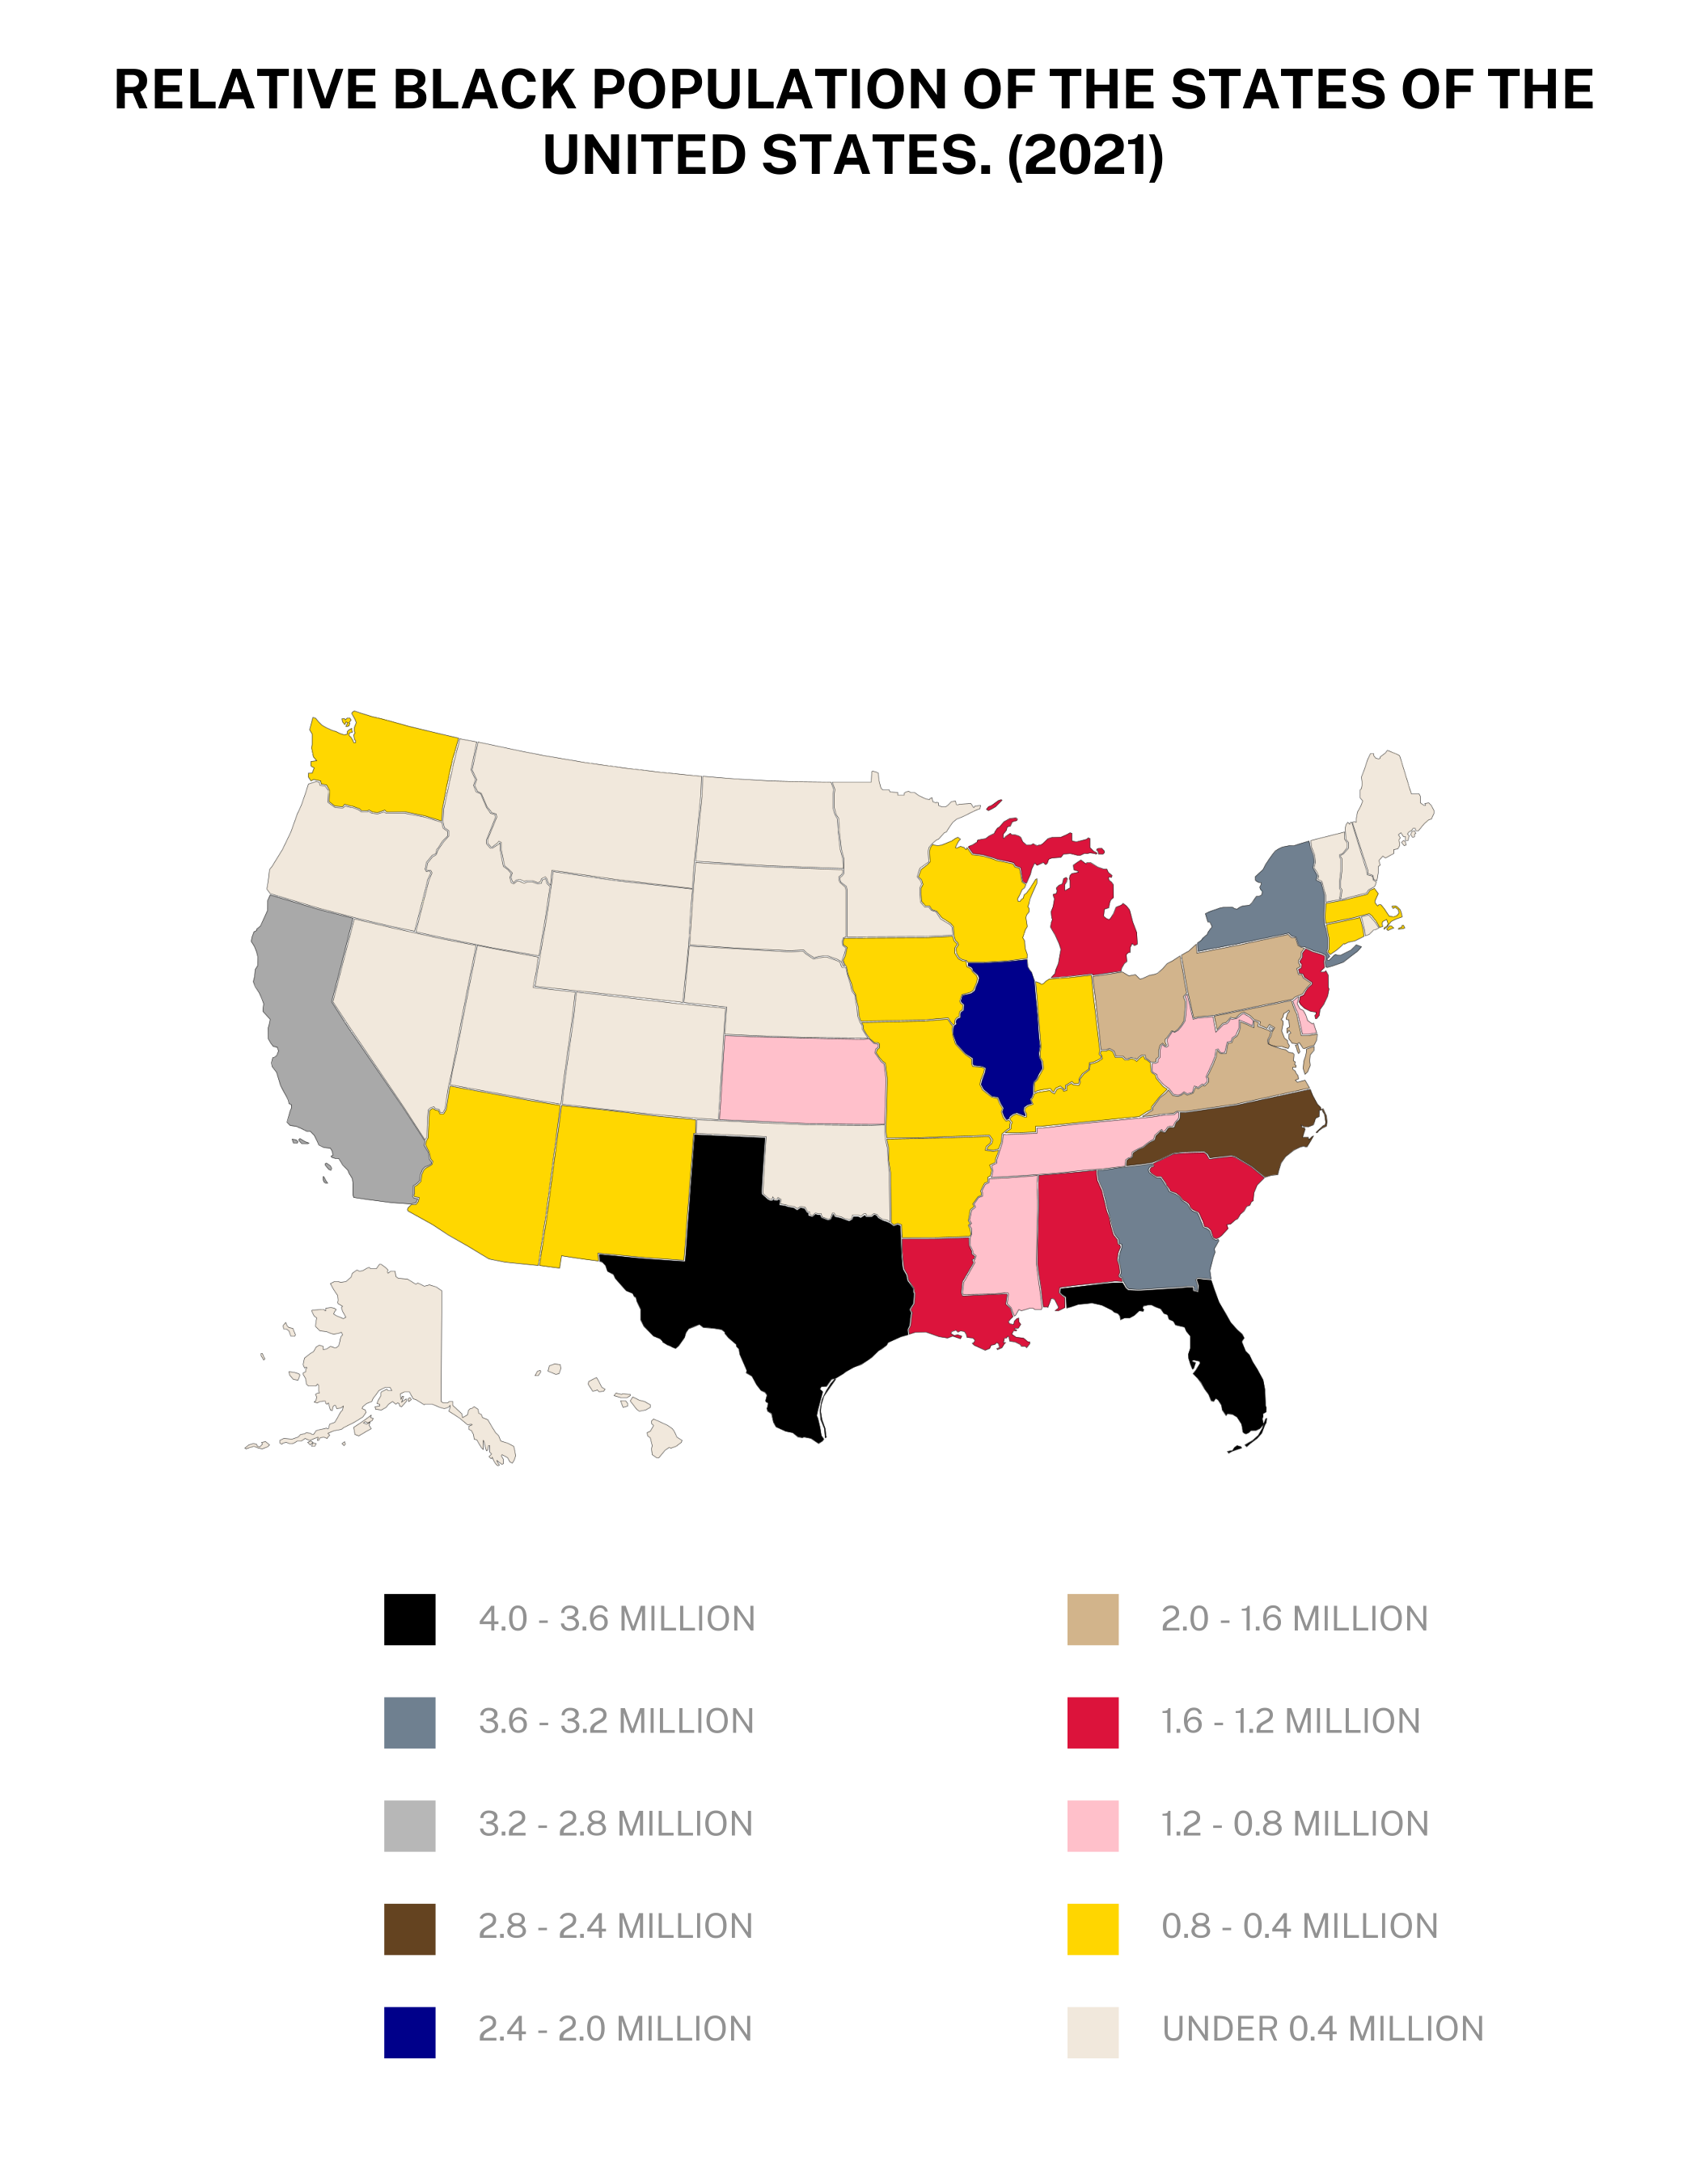 RELATIVE BLACK POPULATION OF THE STATES OF THE
UNITED STATES. (2021)
4.0 - 3.6 MILLION
3.6 - 3.2 MILLION
3.2 - 2.8 MILLION
2.8 - 2.4 MILLION
2.4 - 2.0 MILLION
2.0 - 1.6 MILLION
1.6 - 1.2 MILLION
1.2 - 0.8 MILLION
0.8 - 0.4 MILLION
UNDER 0.4 MILLION